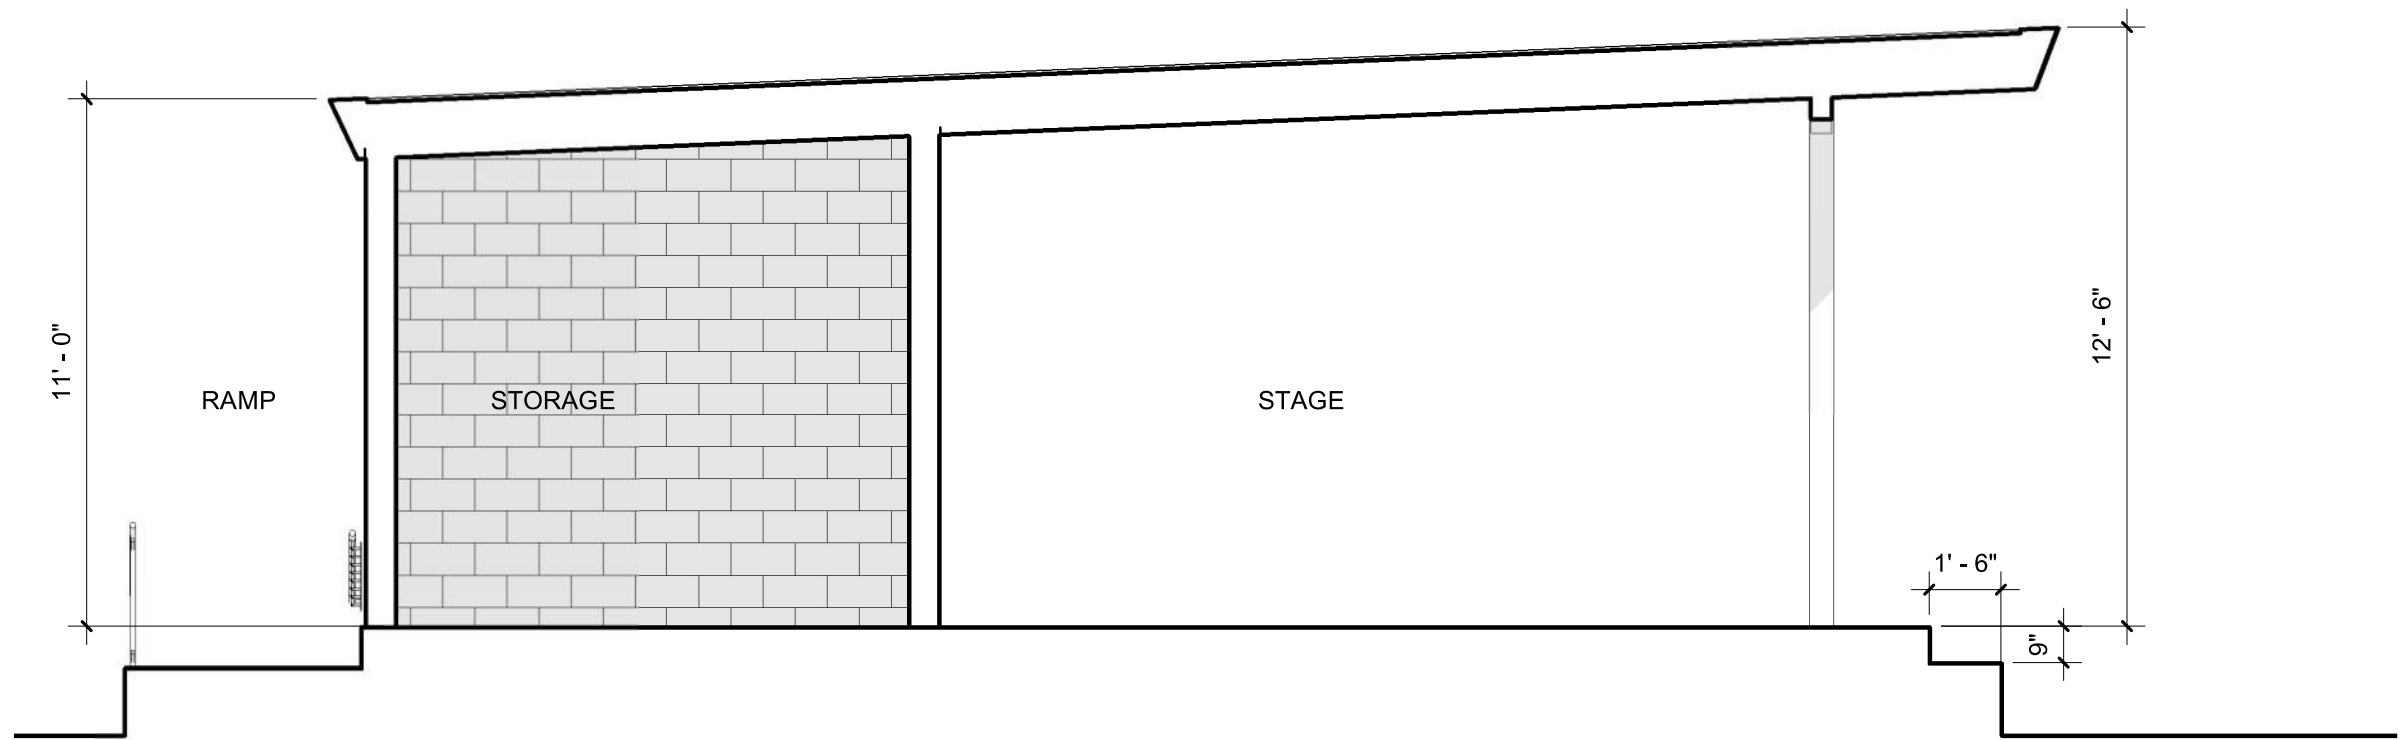 11' - 0"
RAMP
STORAGE
STAGE
12' - 6"
1' - 6"
9"